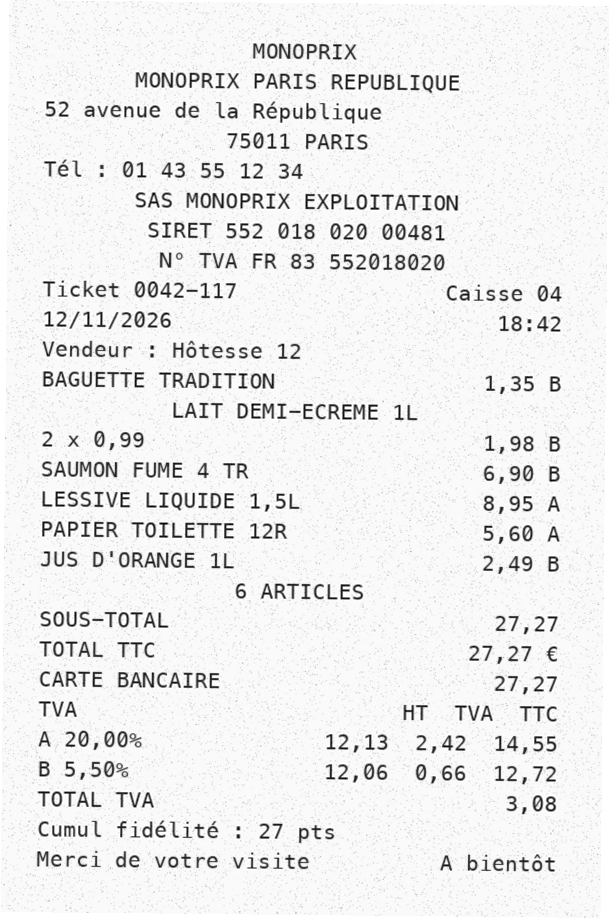 MONOPRIX
MONOPRIX PARIS REPUBLIQUE
52 avenue de la République
75011 PARIS
Tél : 01 43 55 12 34
SAS MONOPRIX EXPLOITATION
SIRET 552 018 020 00481
N° TVA FR 83 552018020
Ticket 0042-117 Caisse 04
12/11/2026 18:42
Vendeur : Hôtesse 12
BAGUETTE TRADITION 1,35 B
LAIT DEMI-ECREME 1L
2 x 0,99 1,98 B
SAUMON FUME 4 TR 6,90 B
LESSIVE LIQUIDE 1,5L 8,95 A
PAPIER TOILETTE 12R 5,60 A
JUS D'ORANGE 1L 2,49 B
6 ARTICLES
SOUS-TOTAL 27,27
TOTAL TTC 27,27 €
CARTE BANCAIRE 27,27
TVA HT TVA TTC
A 20,00% 12,13 2,42 14,55
B 5,50% 12,06 0,66 12,72
TOTAL TVA 3,08
Cumul fidélité : 27 pts
Merci de votre visite A bientôt